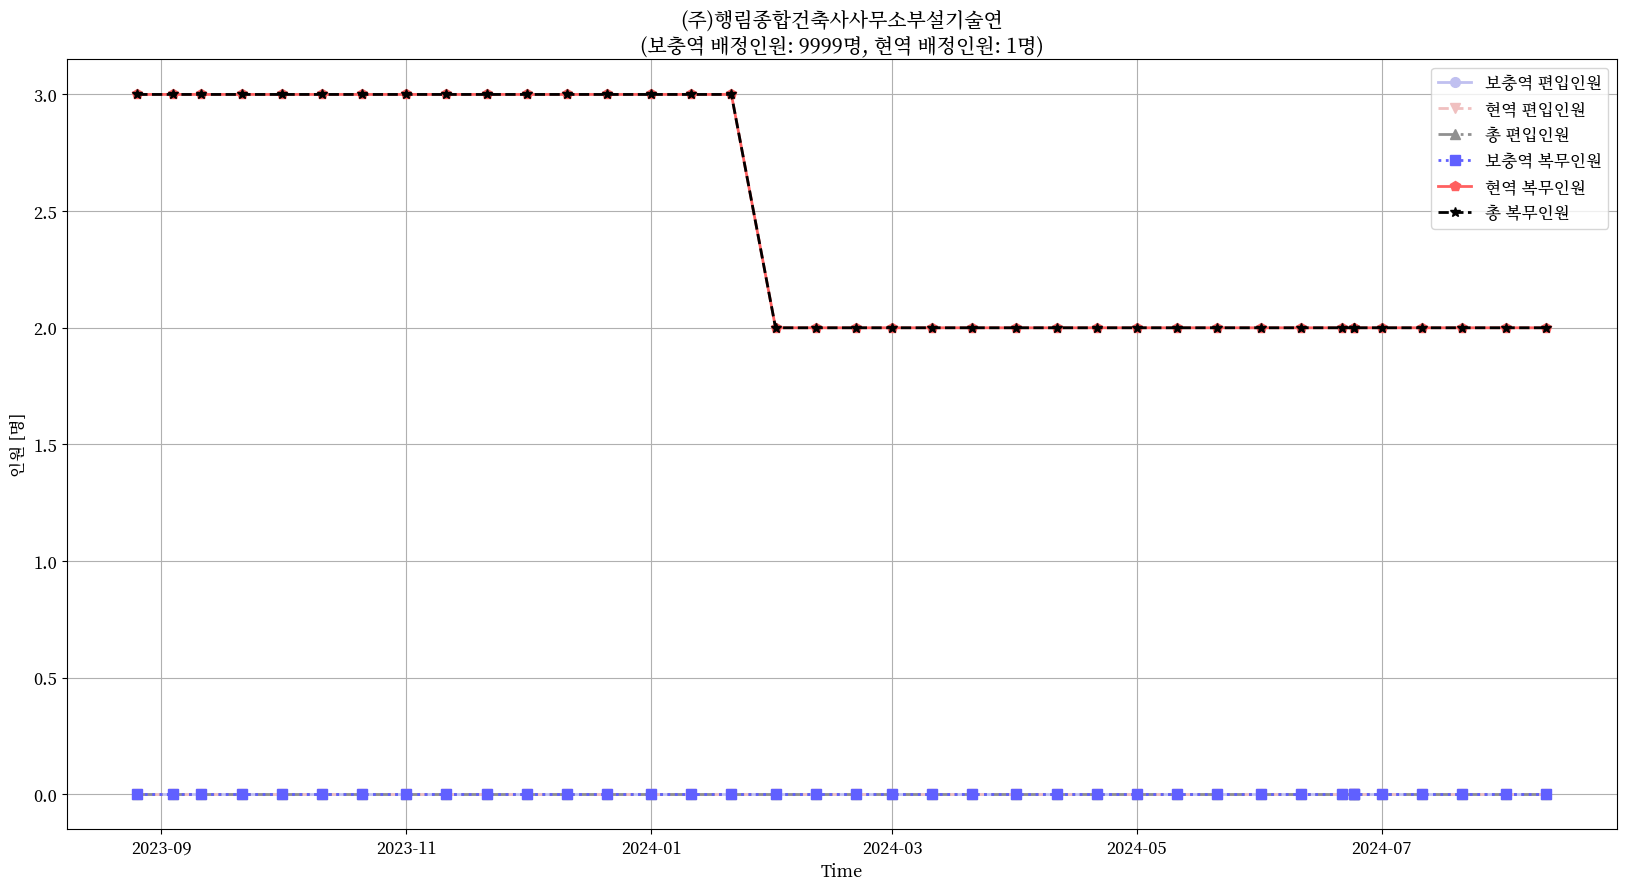 (주)행림종합건축사사무소부설기술연
(보충역 배정인원: 9999명, 현역 배정인원: 1명)
보충역 편입인원
현역 편입인원
총 편입인원
보충역 복무인원
현역 복무인원
총 복무인원
인원 [명]
3.0
2.5
2.0
1.5
1.0
0.5
0.0
2023-09 2023-11 2024-01 2024-03 2024-05 2024-07
Time